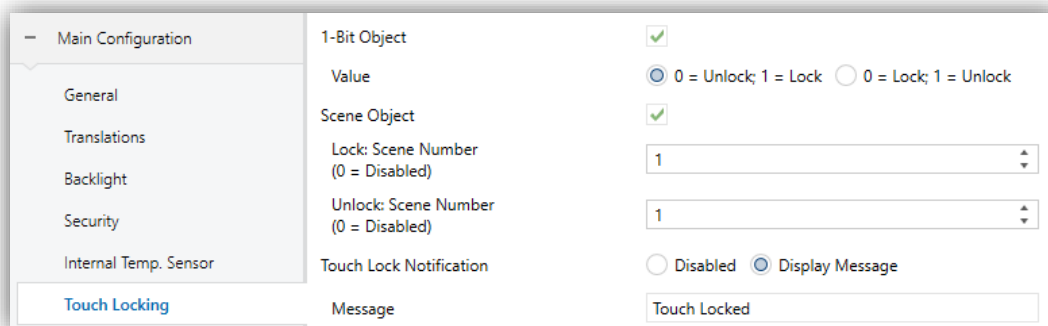 Main Configuration
General
Translations
Backlight
Security
Internal Temp. Sensor
Touch Locking
1-Bit Object
Value
0 = Unlock; 1 = Lock
0 = Lock; 1 = Unlock
Scene Object
Lock: Scene Number
(0 = Disabled)
1
Unlock: Scene Number
(0 = Disabled)
1
Touch Lock Notification
Disabled
Display Message
Message
Touch Locked